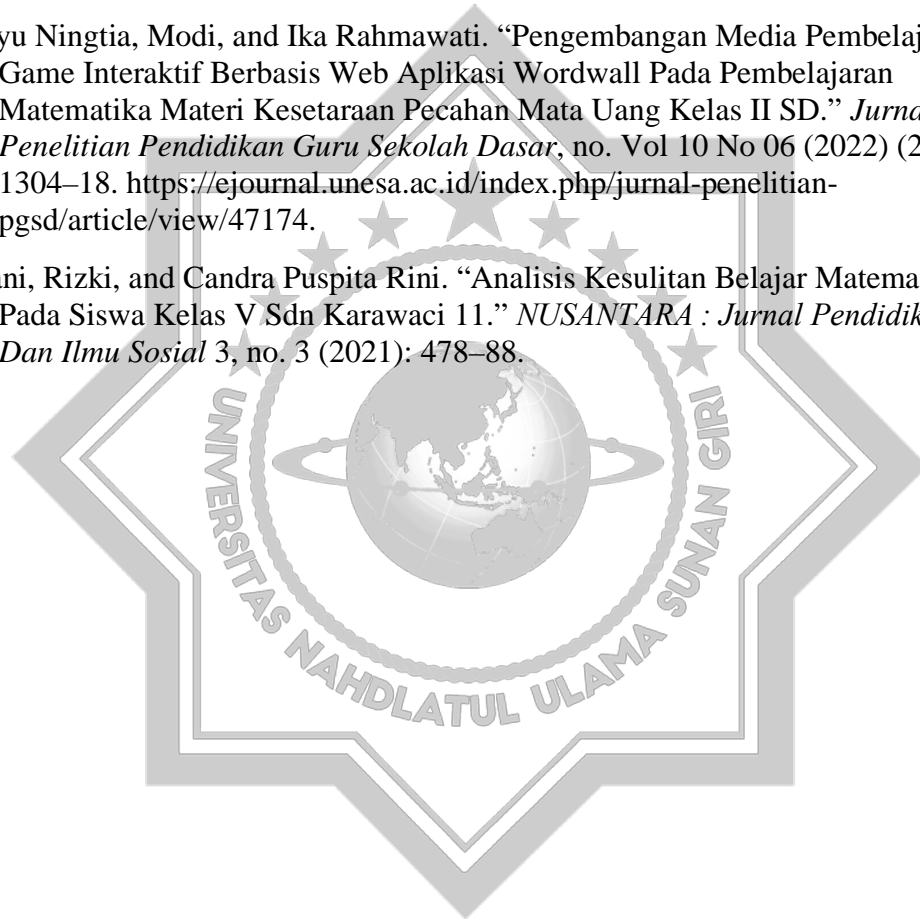 yu Ningtia, Modi, and Ika Rahmawati. “Pengembangan Media Pembelaj
Game Interaktif Berbasis Web Aplikasi Wordwall Pada Pembelajaran
Matematika Materi Kesetaraan Pecahan Mata Uang Kelas II SD.” Jurna
Penelitian Pendidikan Guru Sekolah Dasar, no. Vol 10 No 06 (2022) (2
1304–18. https://ejournal.unesa.ac.id/index.php/jurnal-penelitian-
pgsd/article/view/47174.
ani, Rizki, and Candra Puspita Rini. “Analisis Kesulitan Belajar Matema
Pada Siswa Kelas V Sdn Karawaci 11.” NUSANTARA : Jurnal Pendidik
Dan Ilmu Sosial 3, no. 3 (2021): 478–88.
UNIVERSITAS NAHDLATUL ULAMA SUNAN GIRI